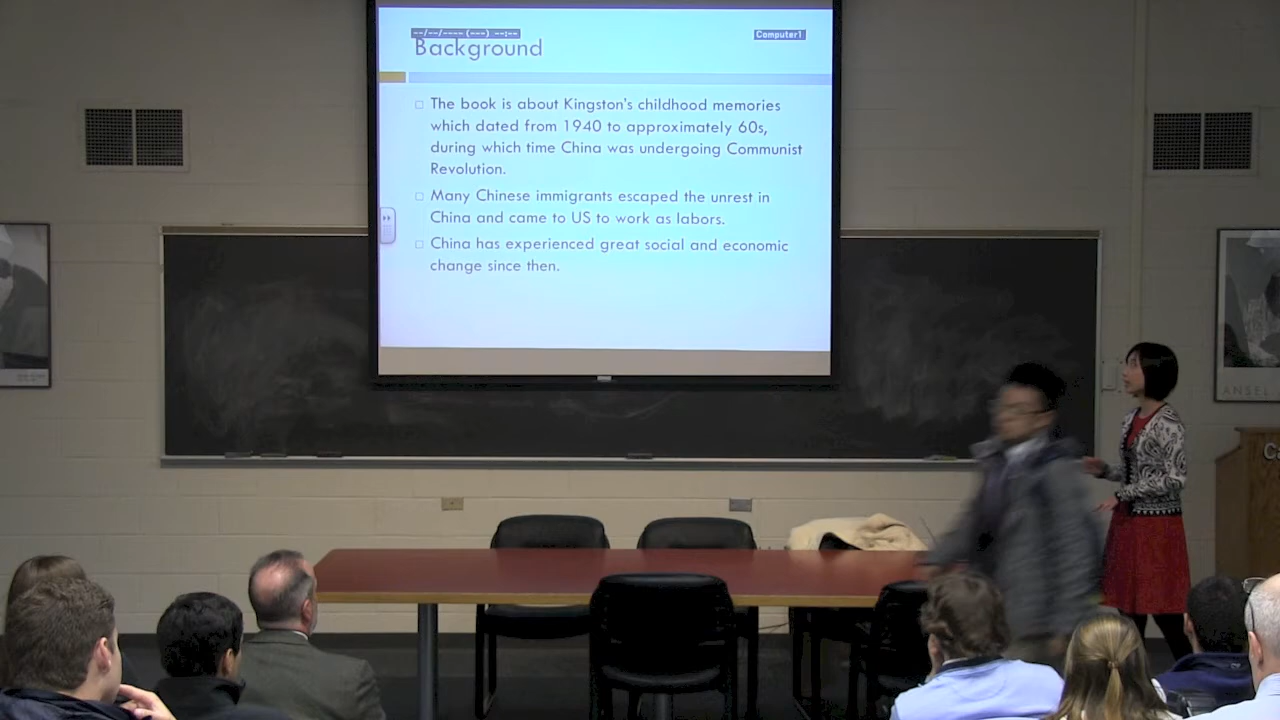 --/--/---- (---) --:--
Computer1
Background
The book is about Kingston's childhood memories
which dated from 1940 to approximately 60s,
during which time China was undergoing Communist
Revolution.
Many Chinese immigrants escaped the unrest in
China and came to US to work as labors.
China has experienced great social and economic
change since then.
ANSEL
Ca